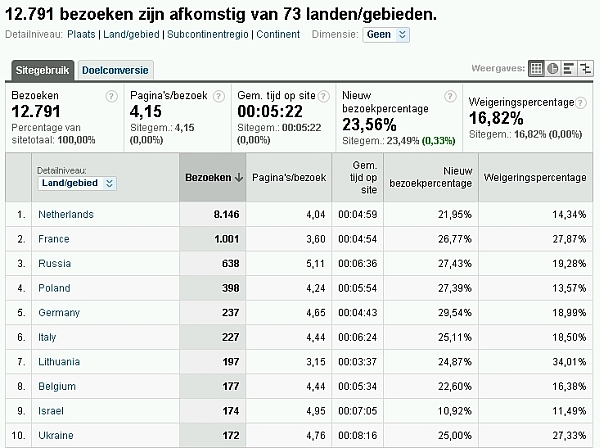 12.791 bezoeken zijn afkomstig van 73 landen/gebieden.
Detailniveau: Plaats | Land/gebied | Subcontinentregio | Continent Dimensie: Geen
Sitegebruik Doelconversie Weergaves:
Bezoeken ? Pagina's/bezoek ? Gem. tijd op site ? Nieuw bezoekpercentage ? Weigeringspercentage ?
12.791 4,15 00:05:22 23,56% 16,82%
Percentage van sitetotaal: 100,00% Sitegem.: 4,15 (0,00%) Sitegem.: 00:05:22 (0,00%) Sitegem.: 23,49% (0,33%) Sitegem.: 16,82% (0,00%)
Detailniveau: Land/gebied Bezoeken Pagina's/bezoek Gem. tijd op site Nieuw bezoekpercentage Weigeringspercentage
1. Netherlands 8.146 4,04 00:04:59 21,95% 14,34%
2. France 1.001 3,60 00:04:54 26,77% 27,87%
3. Russia 638 5,11 00:06:36 27,43% 19,28%
4. Poland 398 4,24 00:05:54 27,39% 13,57%
5. Germany 237 4,65 00:04:43 29,54% 18,99%
6. Italy 227 4,44 00:06:24 25,11% 18,50%
7. Lithuania 197 3,15 00:03:37 24,87% 34,01%
8. Belgium 177 4,44 00:05:34 22,60% 16,38%
9. Israel 174 4,95 00:07:05 10,92% 11,49%
10. Ukraine 172 4,76 00:08:16 25,00% 27,33%